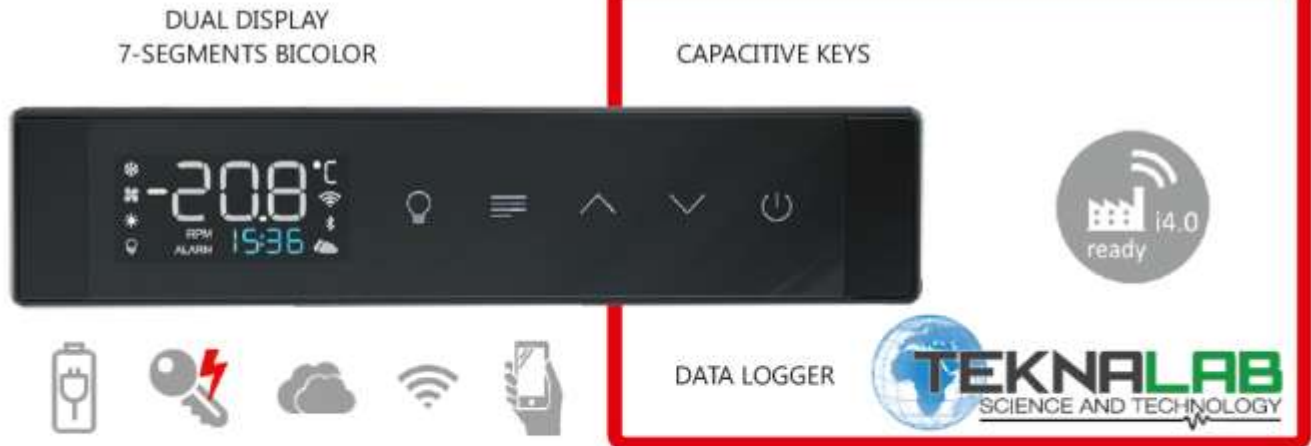 DUAL DISPLAY
7-SEGMENTS BICOLOR
CAPACITIVE KEYS
-20.8 °C
RPM
ALARM 15:36
i4.0
ready
DATA LOGGER
TEKNALAB
SCIENCE AND TECHNOLOGY